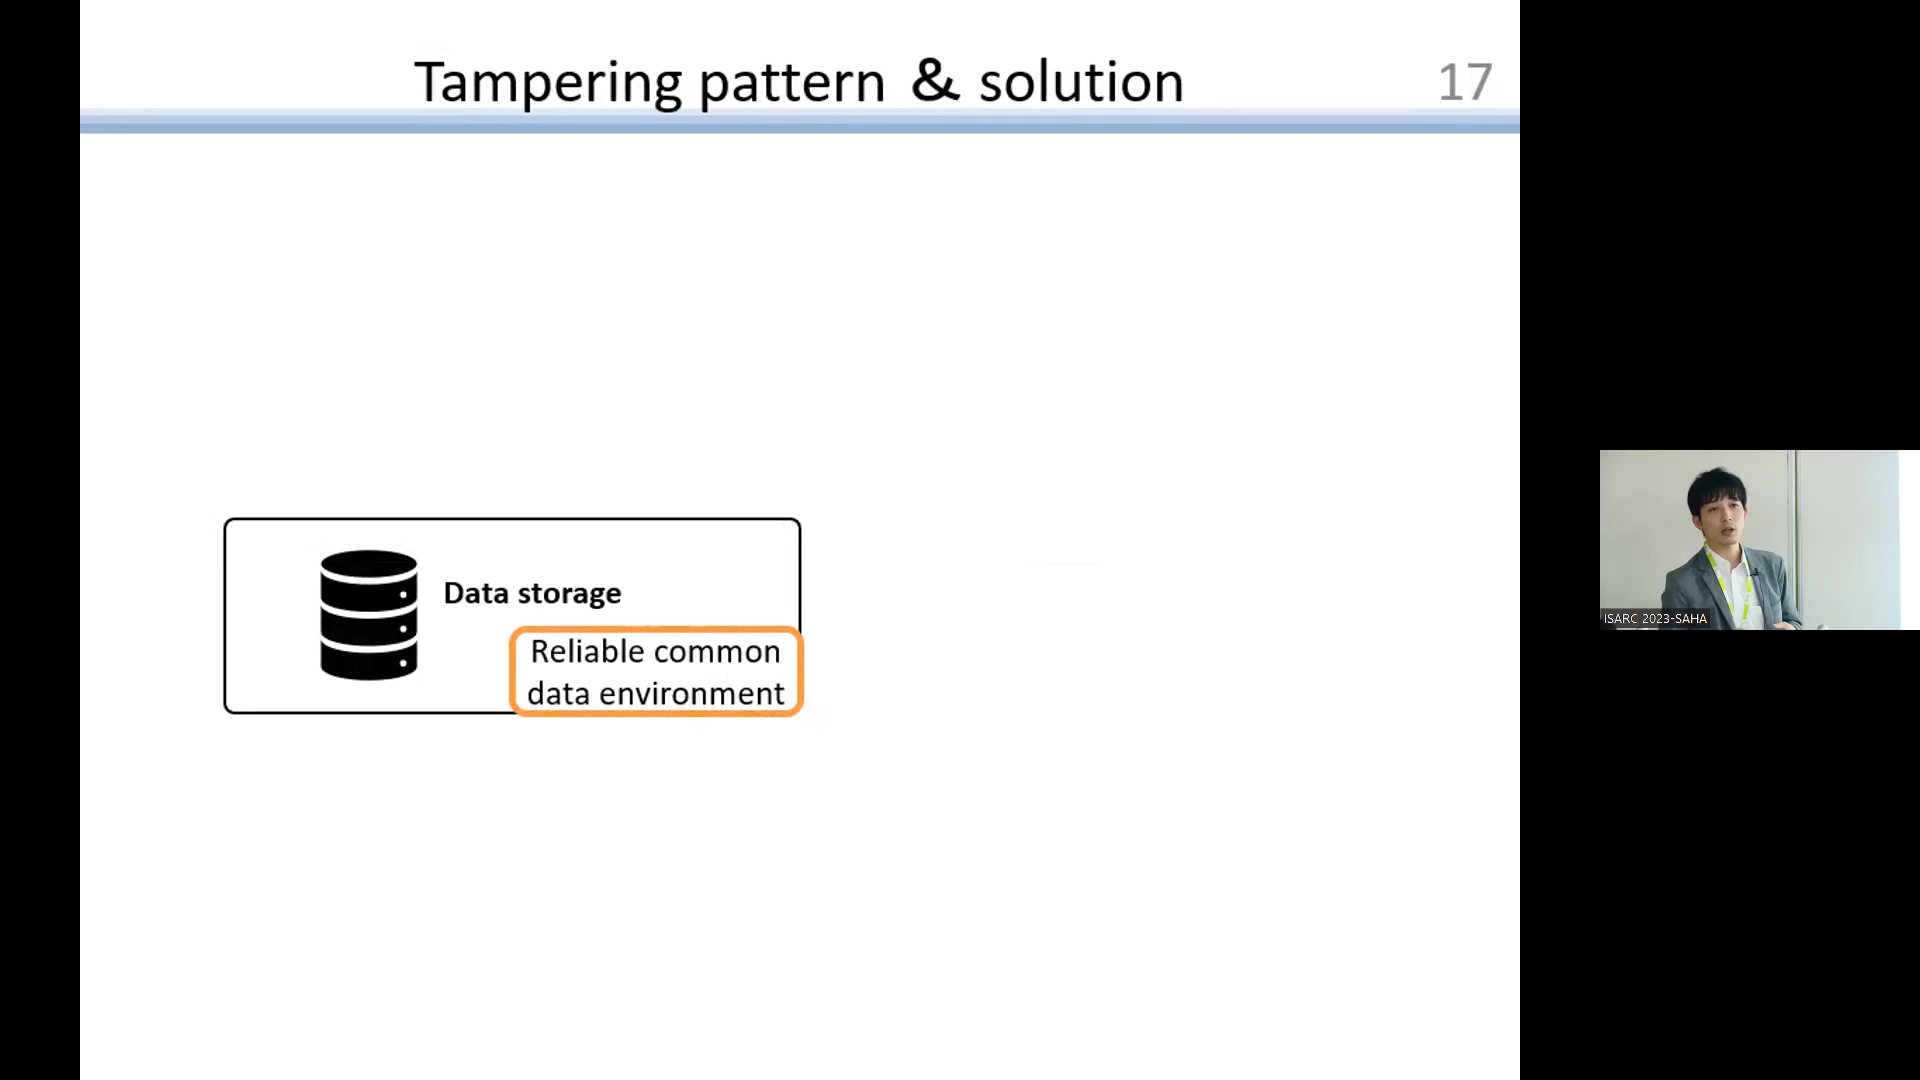 Tampering pattern & solution
17
Data storage
Reliable common
data environment
ISARC 2023-SAHA